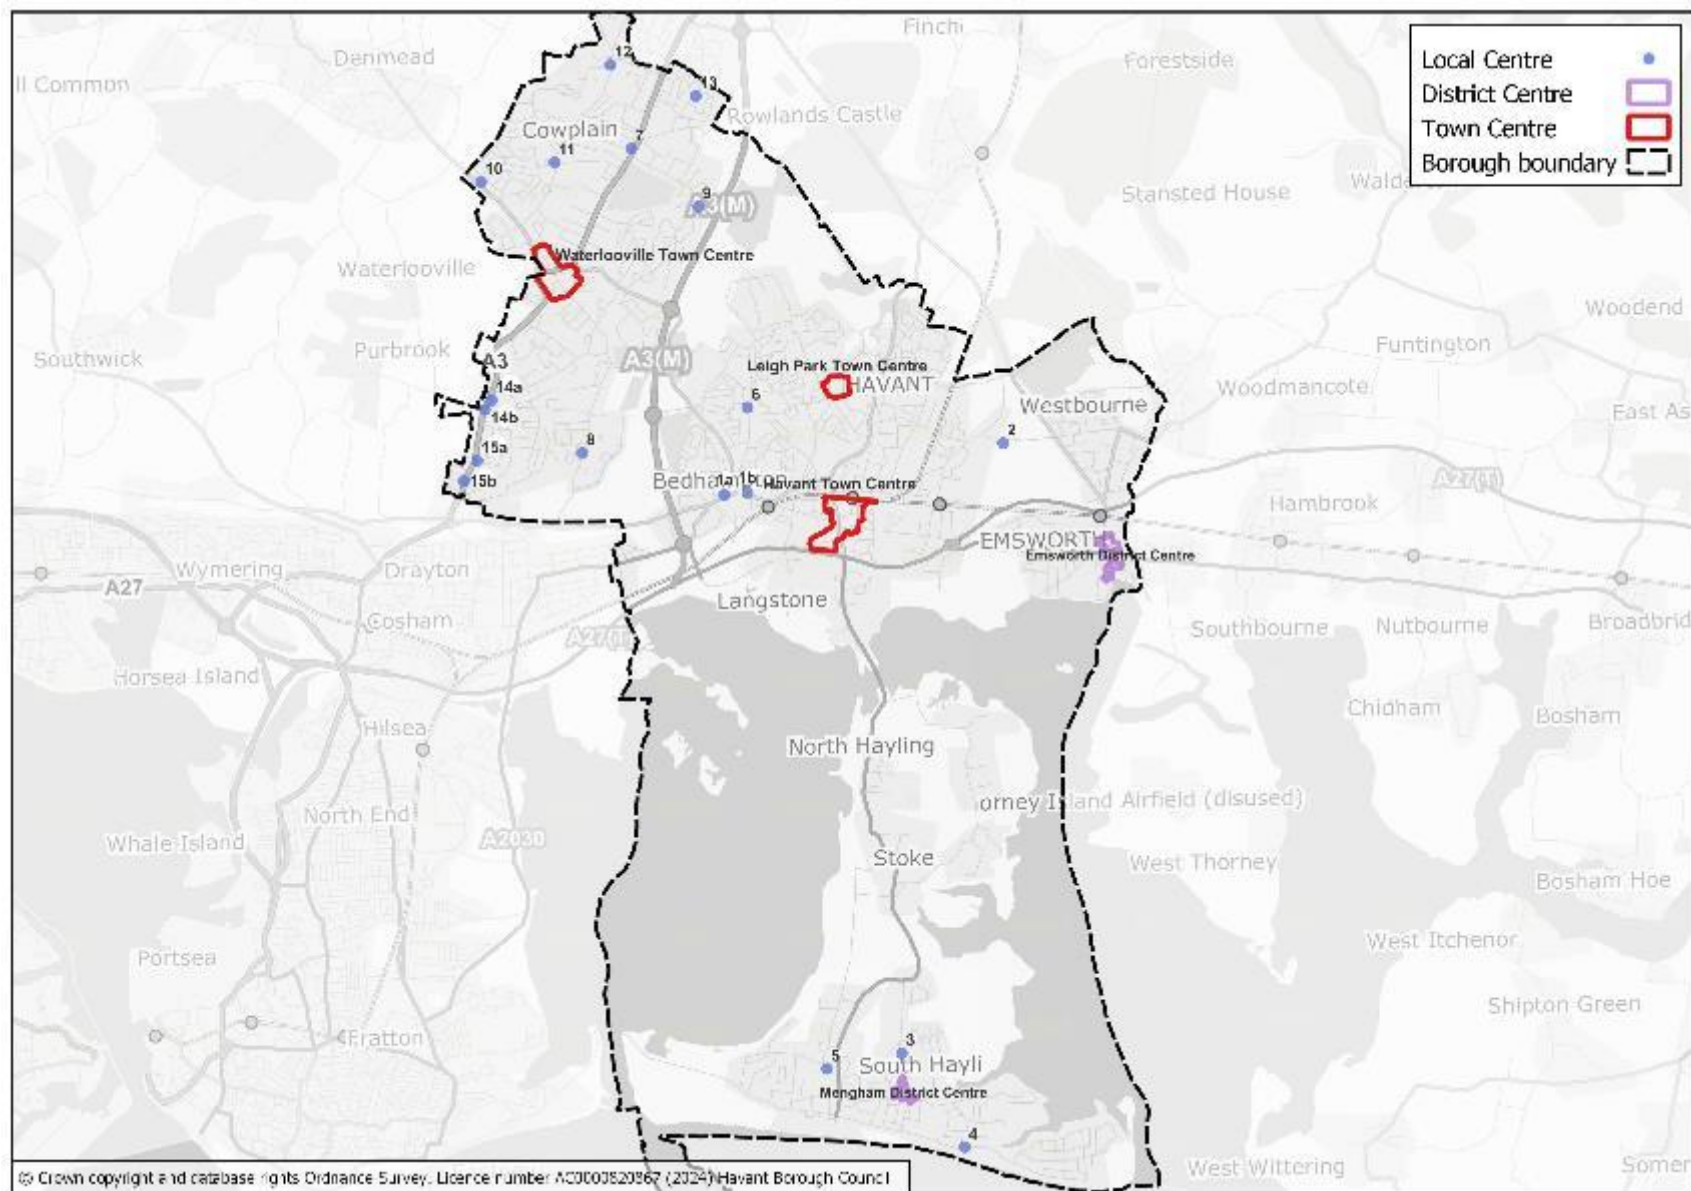 Finch
Denmead
12
Forestside
Local Centre
ll Common
13
Rowlands Castle
District Centre
Town Centre
Borough boundary
Cowplain
7
11
10
9
A3(M)
Stansted House
Waterlooville Town Centre
Waterlooville
Woodend
Southwick
Purbrook
A3
A3(M)
Leigh Park Town Centre
HAVANT
Funtington
Woodmancote
14a
14b
6
Westbourne
East As
2
15a
8
15b
1a
1b
Havant Town Centre
A27(T)
Hambrook
EMSWORTH
Emsworth District Centre
Wymering
Drayton
A27
Langstone
Cosham
Southbourne
Nutbourne
Broadbrid
A27(T)
Horsea Island
Chidham
Bosham
Hilsea
North Hayling
North End
orney Island Airfield (disused)
Whale Island
A2030
Stoke
West Thorney
Bosham Hoe
West Itchenor
Portsea
Shipton Green
Fratton
3
5
South Hayli
Mengham District Centre
4
West Wittering
Somer
© Crown copyright and database rights Ordnance Survey. Licence number AC0000820867 (2024) Havant Borough Council